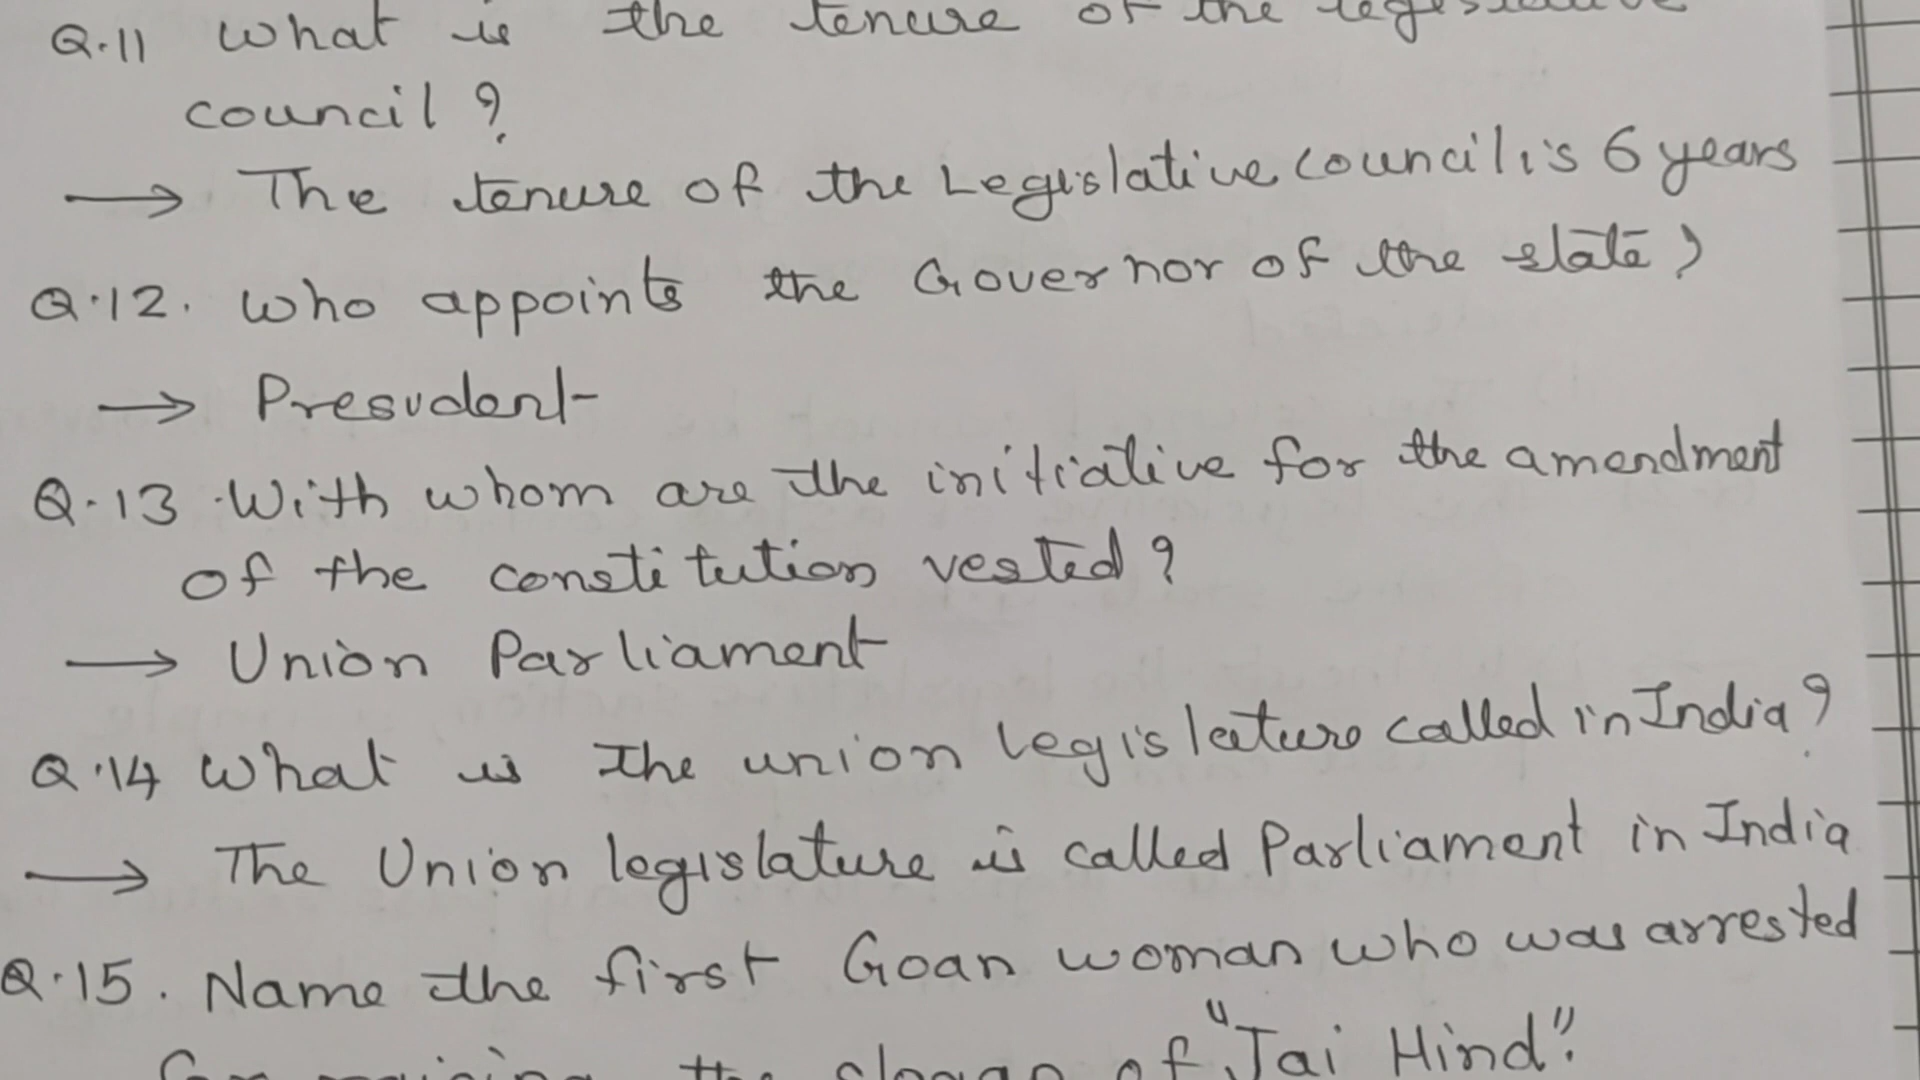 Q.11 What is the tenure of the legislative
council?
→ The tenure of the Legislative Council is 6 years
Q.12. Who appoints the Governor of the state?
→ President
Q.13 With whom are the initiative for the amendment
of the constitution vested?
→ Union Parliament
Q.14 What is the union legislature called in India?
→ The Union legislature is called Parliament in India
Q.15. Name the first Goan woman who was arrested
the slogan of "Jai Hind".